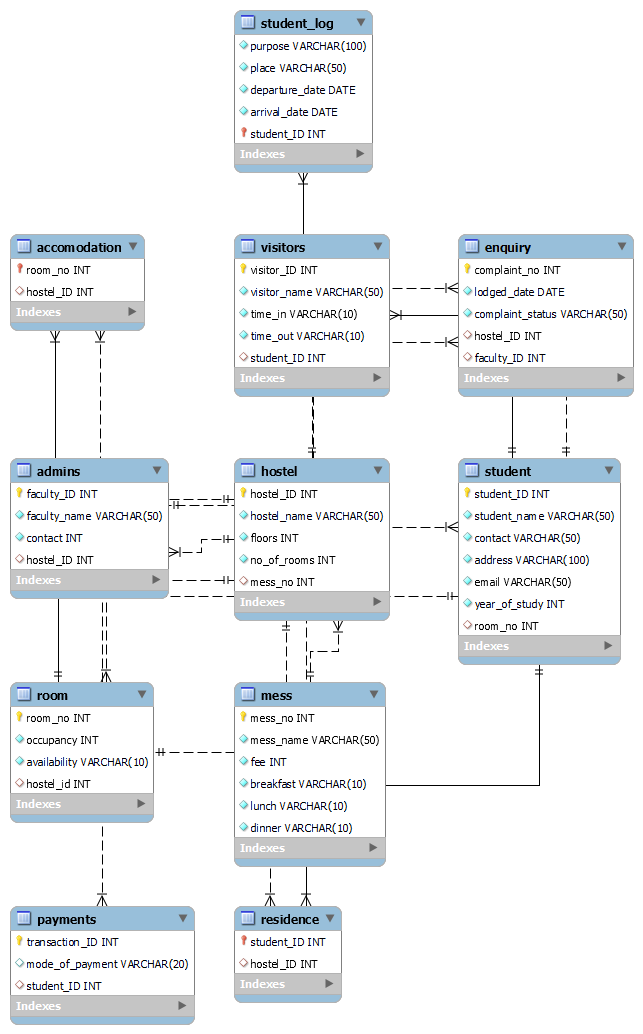 student_log
purpose VARCHAR(100)
place VARCHAR(50)
departure_date DATE
arrival_date DATE
student_ID INT
Indexes
accomodation
room_no INT
hostel_ID INT
Indexes
visitors
visitor_ID INT
visitor_name VARCHAR(50)
time_in VARCHAR(10)
time_out VARCHAR(10)
student_ID INT
Indexes
enquiry
complaint_no INT
lodged_date DATE
complaint_status VARCHAR(50)
hostel_ID INT
faculty_ID INT
Indexes
admins
faculty_ID INT
faculty_name VARCHAR(50)
contact INT
hostel_ID INT
Indexes
hostel
hostel_ID INT
hostel_name VARCHAR(50)
floors INT
no_of_rooms INT
mess_no INT
Indexes
student
student_ID INT
student_name VARCHAR(50)
contact VARCHAR(50)
address VARCHAR(100)
email VARCHAR(50)
year_of_study INT
room_no INT
Indexes
room
room_no INT
occupancy INT
availability VARCHAR(10)
hostel_id INT
Indexes
mess
mess_no INT
mess_name VARCHAR(50)
fee INT
breakfast VARCHAR(10)
lunch VARCHAR(10)
dinner VARCHAR(10)
Indexes
payments
transaction_ID INT
mode_of_payment VARCHAR(20)
student_ID INT
Indexes
residence
student_ID INT
hostel_ID INT
Indexes